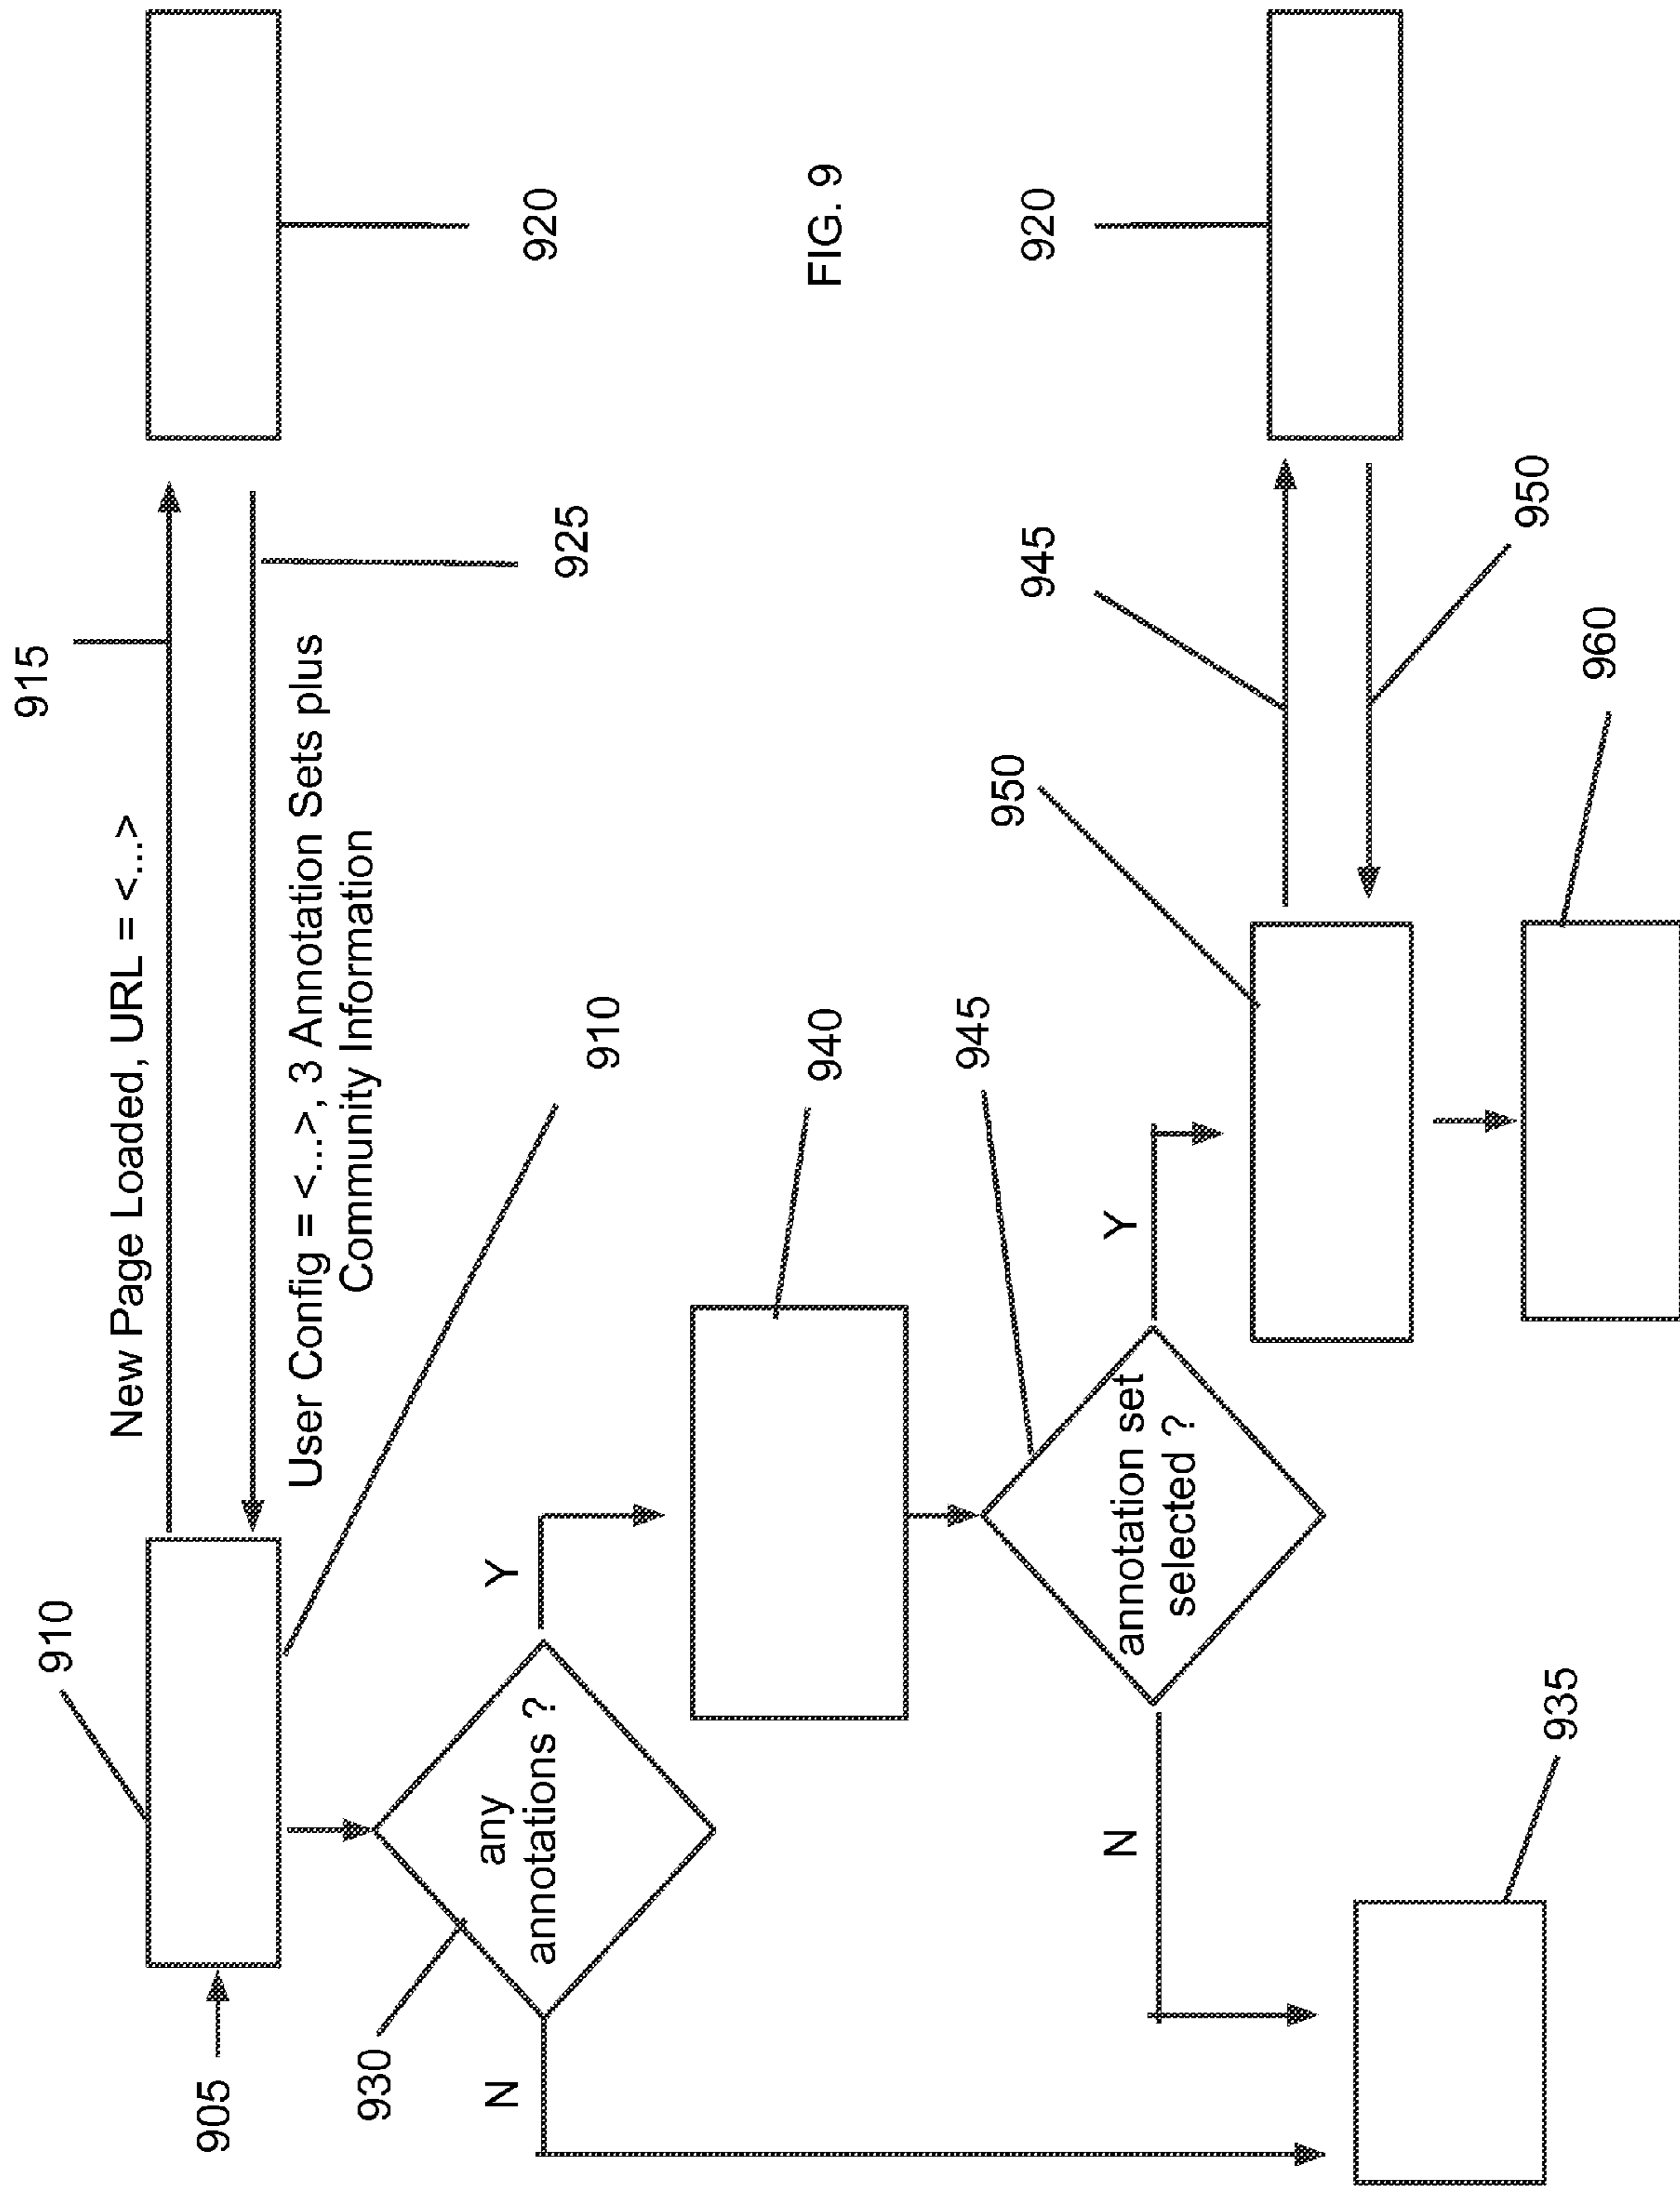 915
New Page Loaded, URL = <...>
910
905
User Config = <...>, 3 Annotation Sets plus
Community Information
925
920
910
930
any
annotations ?
Y
N
940
FIG. 9
945
annotation set
selected ?
Y
N
950
945
920
950
960
935